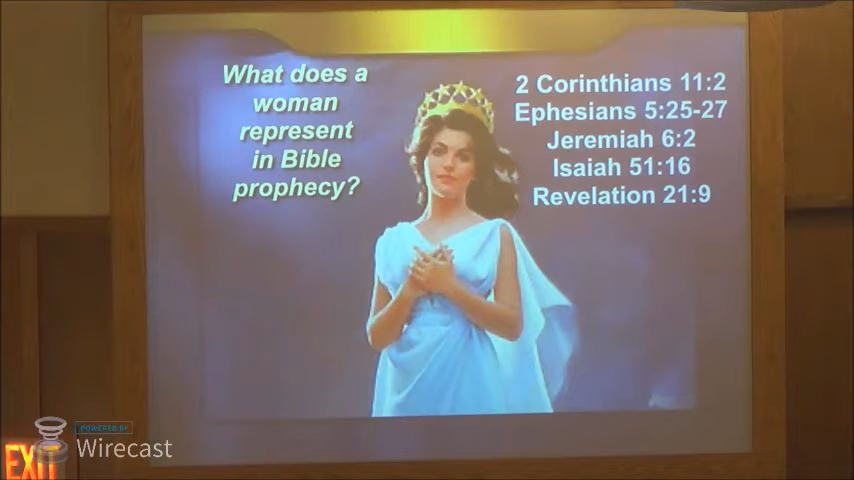 What does a
woman
represent
in Bible
prophecy?
2 Corinthians 11:2
Ephesians 5:25-27
Jeremiah 6:2
Isaiah 51:16
Revelation 21:9
POWERED BY
Wirecast
EXIT